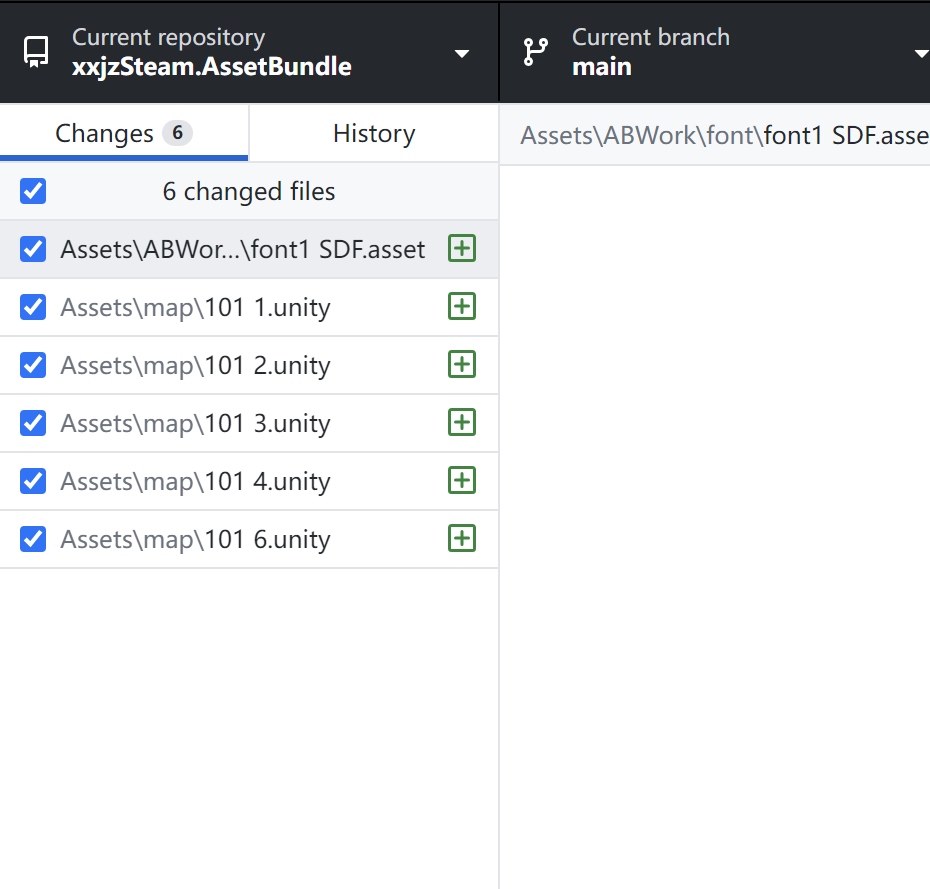 Current repository
xxjzSteam.AssetBundle
Current branch
main
Changes 6
History
Assets\ABWork\font\font1 SDF.asse
6 changed files
Assets\ABWor...\font1 SDF.asset
Assets\map\101 1.unity
Assets\map\101 2.unity
Assets\map\101 3.unity
Assets\map\101 4.unity
Assets\map\101 6.unity